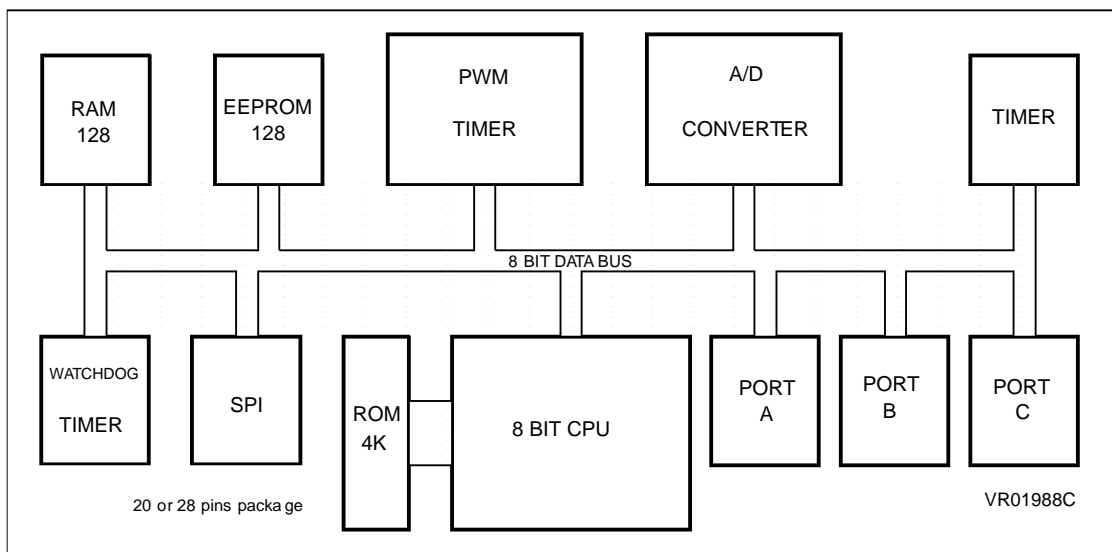 RAM
128
EEPROM
128
PWM
TIMER
A/D
CONVERTER
TIMER
8 BIT DATA BUS
WATCHDOG
TIMER
SPI
ROM
4K
8 BIT CPU
PORT
A
PORT
B
PORT
C
20 or 28 pins package
VR01988C